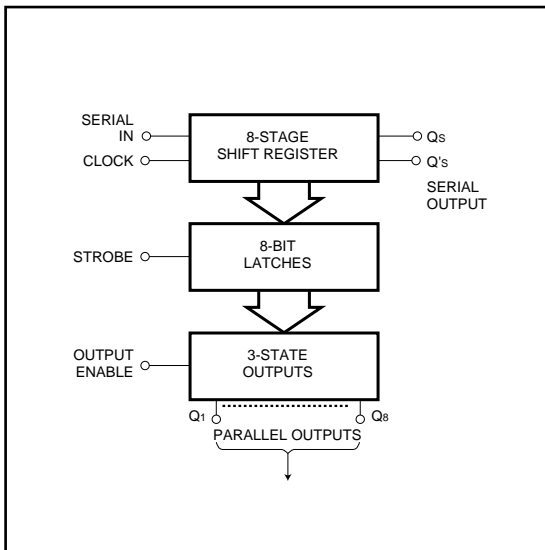 SERIAL
IN
CLOCK
8-STAGE
SHIFT REGISTER
QS
Q'S
SERIAL
OUTPUT
STROBE
8-BIT
LATCHES
OUTPUT
ENABLE
3-STATE
OUTPUTS
Q1
Q8
PARALLEL OUTPUTS